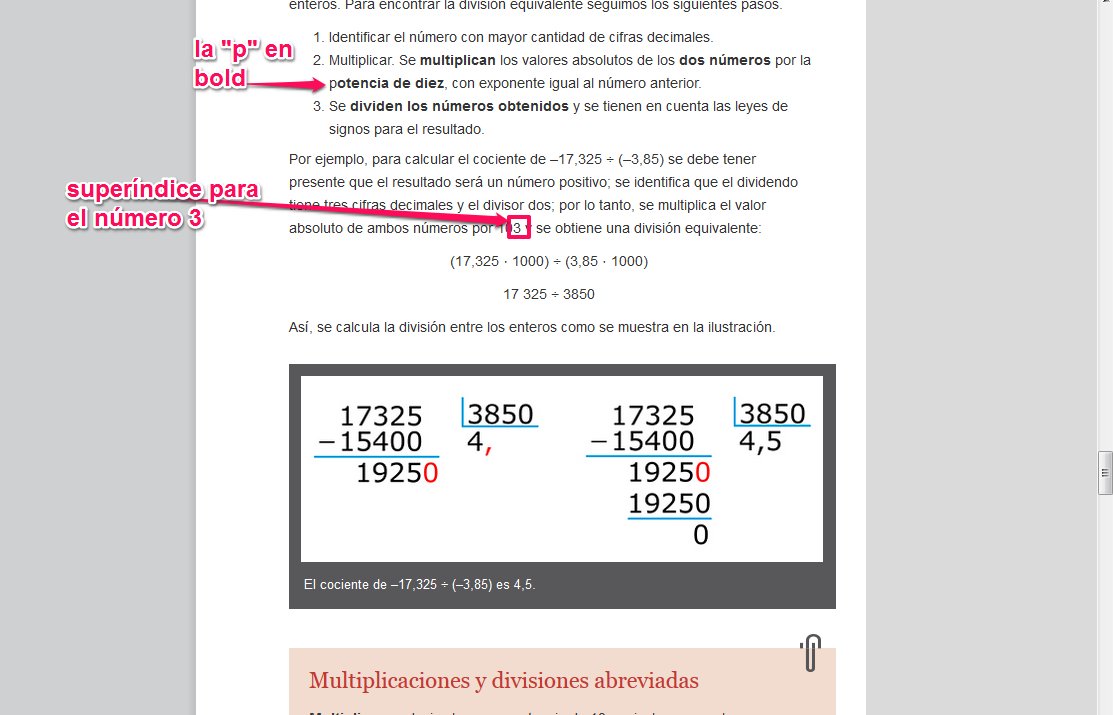 enteros. Para encontrar la división equivalente seguimos los siguientes pasos.
la "p" en
bold
1. Identificar el número con mayor cantidad de cifras decimales.
2. Multiplicar. Se multiplican los valores absolutos de los dos números por la
potencia de diez, con exponente igual al número anterior.
3. Se dividen los números obtenidos y se tienen en cuenta las leyes de
signos para el resultado.
superíndice para
el número 3
Por ejemplo, para calcular el cociente de –17,325 ÷ (–3,85) se debe tener
presente que el resultado será un número positivo; se identifica que el dividendo
tiene tres cifras decimales y el divisor dos; por lo tanto, se multiplica el valor
absoluto de ambos números por 103 y se obtiene una división equivalente:
(17,325 · 1000) ÷ (3,85 · 1000)
17 325 ÷ 3850
Así, se calcula la división entre los enteros como se muestra en la ilustración.
17325 3850
–15400 4,
19250
17325 3850
–15400 4,5
19250
19250
0
El cociente de –17,325 ÷ (–3,85) es 4,5.
Multiplicaciones y divisiones abreviadas